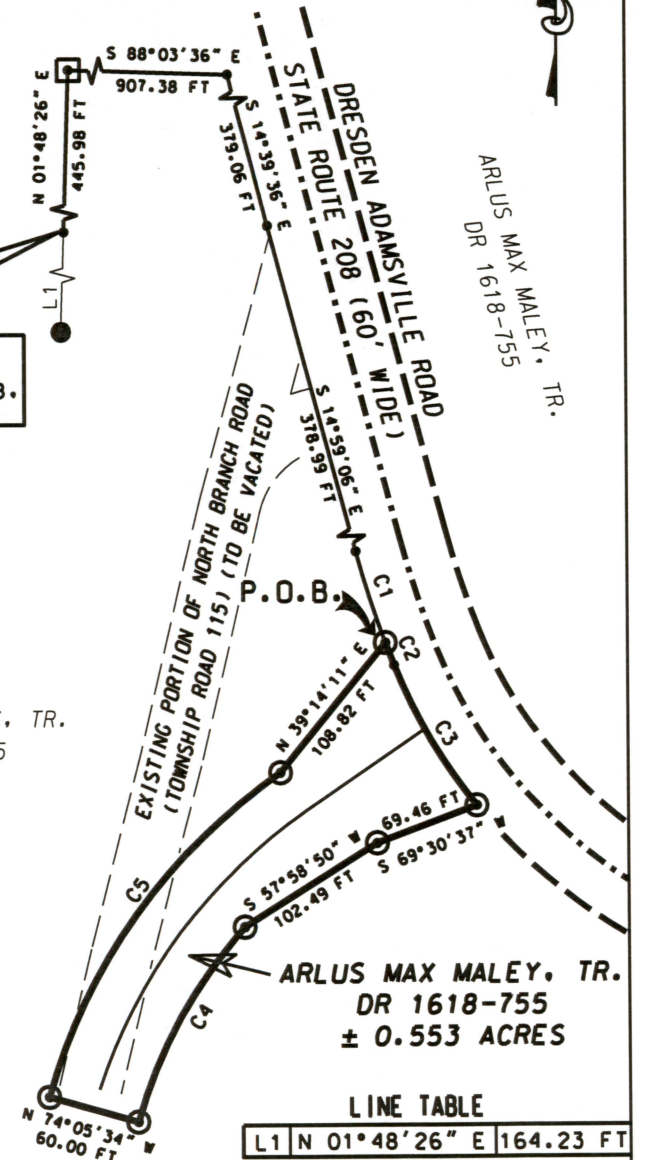 S 88°03'36" E
907.38 FT
N 01°48'26" E
445.98 FT
L1
S 14°39'36" E
379.06 FT
DRESDEN ADAMSVILLE ROAD
STATE ROUTE 208 (60' WIDE)
ARLUS MAX MALEY, TR.
DR 1618-755
S 14°59'06" E
378.99 FT
EXISTING PORTION OF NORTH BRANCH ROAD
(TOWNSHIP ROAD 115) (TO BE VACATED)
C1
P.O.B.
C2
N 39°14'11" E
108.82 FT
C3
, TR.
69.46 FT
S 69°30'37" W
S 57°58'50" W
102.49 FT
C5
C4
ARLUS MAX MALEY, TR.
DR 1618-755
± 0.553 ACRES
N 74°05'34" W
60.00 FT
LINE TABLE
L1 N 01°48'26" E 164.23 FT